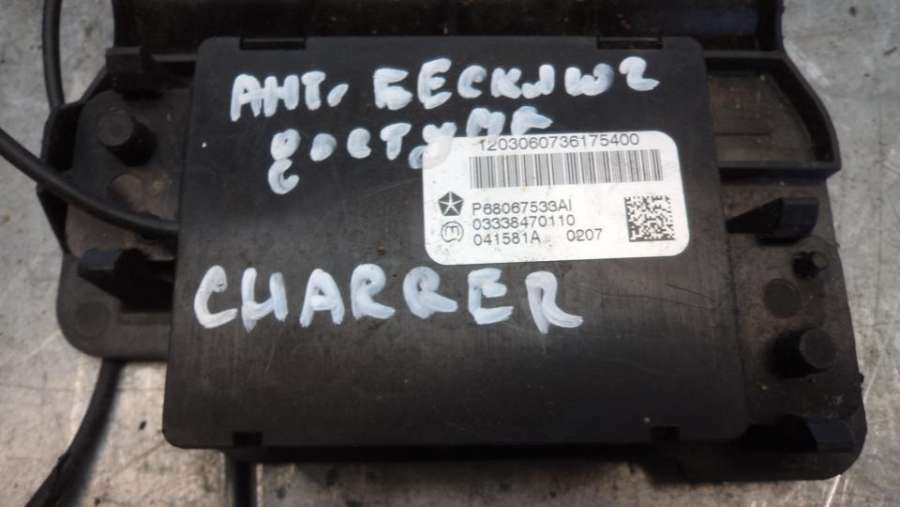 АНТ. БЕСКЛЮЧ
ДОСТУПА
1203060736175400
P68067533AI
03338470110
041581A 0207
CHARRER